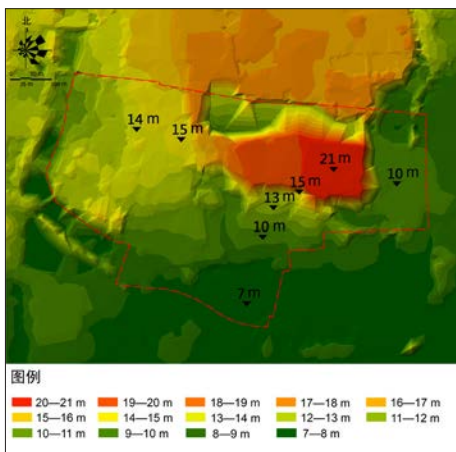 北
14 m
15 m
21 m
10 m
15 m
13 m
10 m
7 m
图例
20—21 m 19—20 m 18—19 m 17—18 m 16—17 m
15—16 m 14—15 m 13—14 m 12—13 m 11—12 m
10—11 m 9—10 m 8—9 m 7—8 m